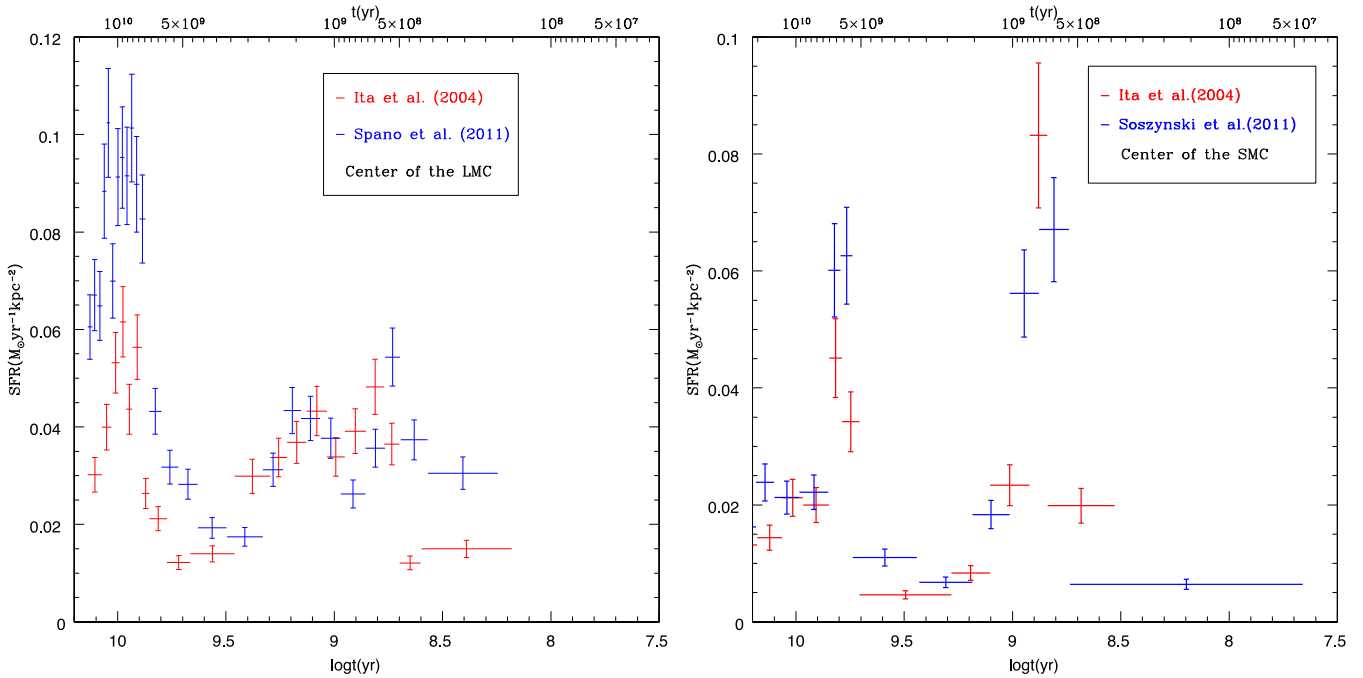 t(yr)
10¹⁰ 5×10⁹ 10⁹ 5×10⁸ 10⁸ 5×10⁷
0.12
0.1
0.08
0.06
0.04
0.02
0
SFR(M⊙yr⁻¹kpc⁻²)
Ita et al. (2004)
Spano et al. (2011)
Center of the LMC
10 9.5 9 8.5 8 7.5
logt(yr)
t(yr)
10¹⁰ 5×10⁹ 10⁹ 5×10⁸ 10⁸ 5×10⁷
0.1
0.08
0.06
0.04
0.02
0
SFR(M⊙yr⁻¹kpc⁻²)
Ita et al.(2004)
Soszynski et al.(2011)
Center of the SMC
10 9.5 9 8.5 8 7.5
logt(yr)